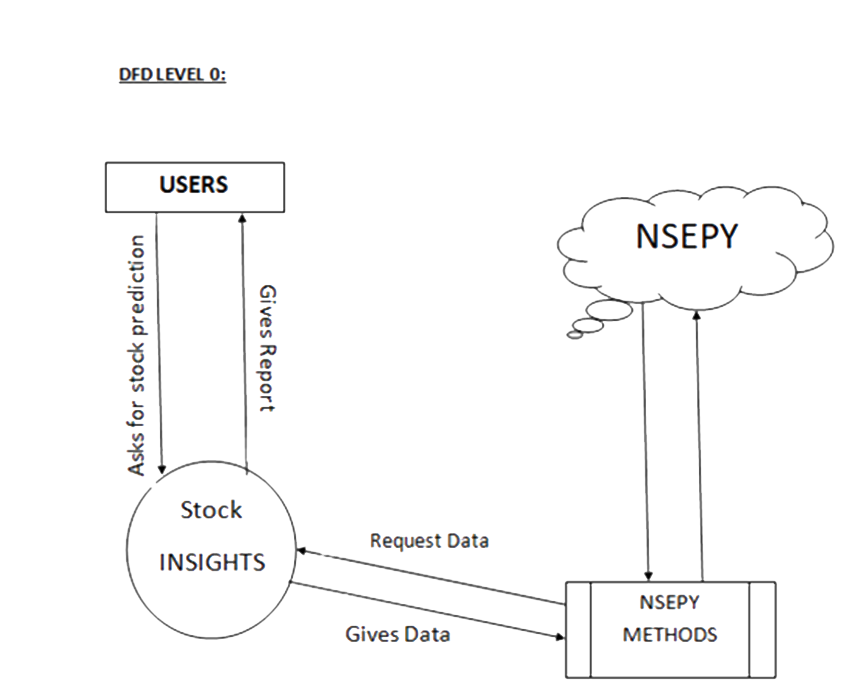 DFD LEVEL 0:
USERS
NSEPY
Asks for stock prediction
Gives Report
Stock
INSIGHTS
Request Data
Gives Data
NSEPY
METHODS